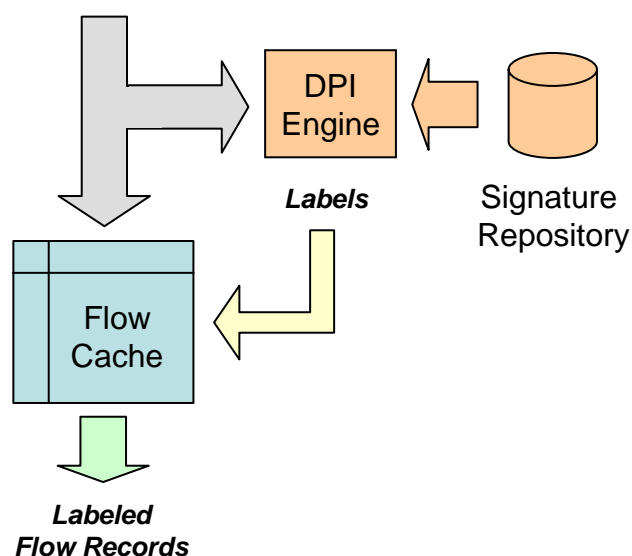 DPI
Engine
Labels
Signature
Repository
Flow
Cache
Labeled
Flow Records